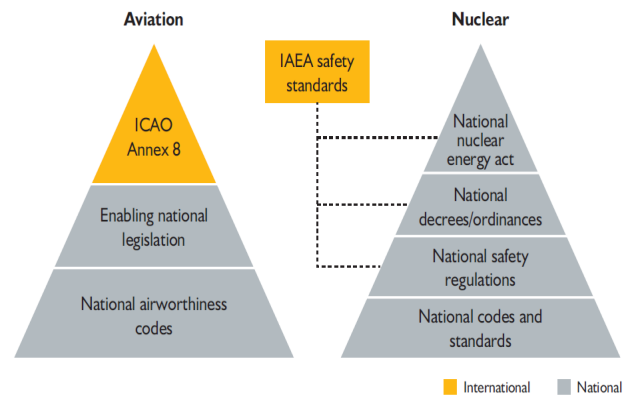 Aviation
Nuclear
ICAO
Annex 8
Enabling national
legislation
National airworthiness
codes
IAEA safety
standards
National
nuclear
energy act
National
decrees/ordinances
National safety
regulations
National codes and
standards
International
National